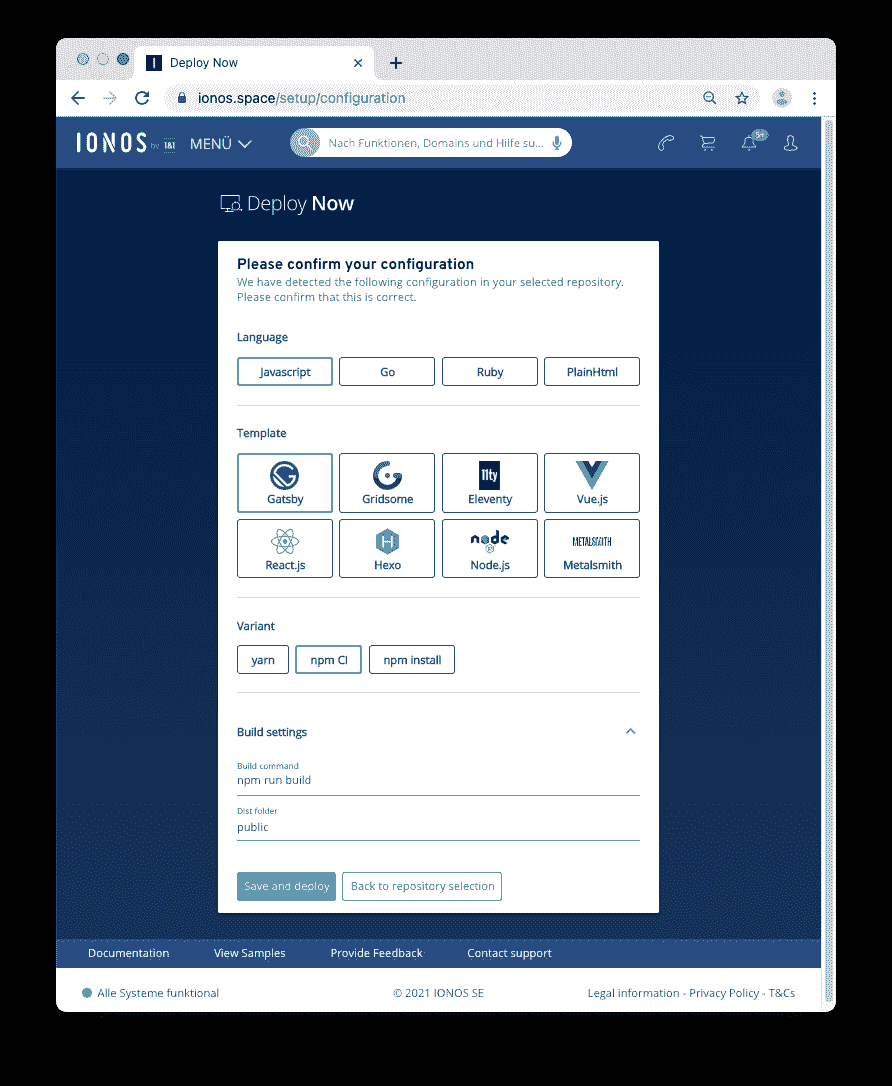 Deploy Now
ionos.space/setup/configuration
IONOS by 1&1 MENÜ Nach Funktionen, Domains und Hilfe su... 5+
Deploy Now
Please confirm your configuration
We have detected the following configuration in your selected repository.
Please confirm that this is correct.
Language
Javascript Go Ruby PlainHtml
Template
Gatsby Gridsome 11ty Eleventy Vue.js
React.js Hexo node JS Node.js METALSMITH Metalsmith
Variant
yarn npm CI npm install
Build settings
Build command
npm run build
Dist folder
public
Save and deploy Back to repository selection
Documentation View Samples Provide Feedback Contact support
Alle Systeme funktional © 2021 IONOS SE Legal information - Privacy Policy - T&Cs